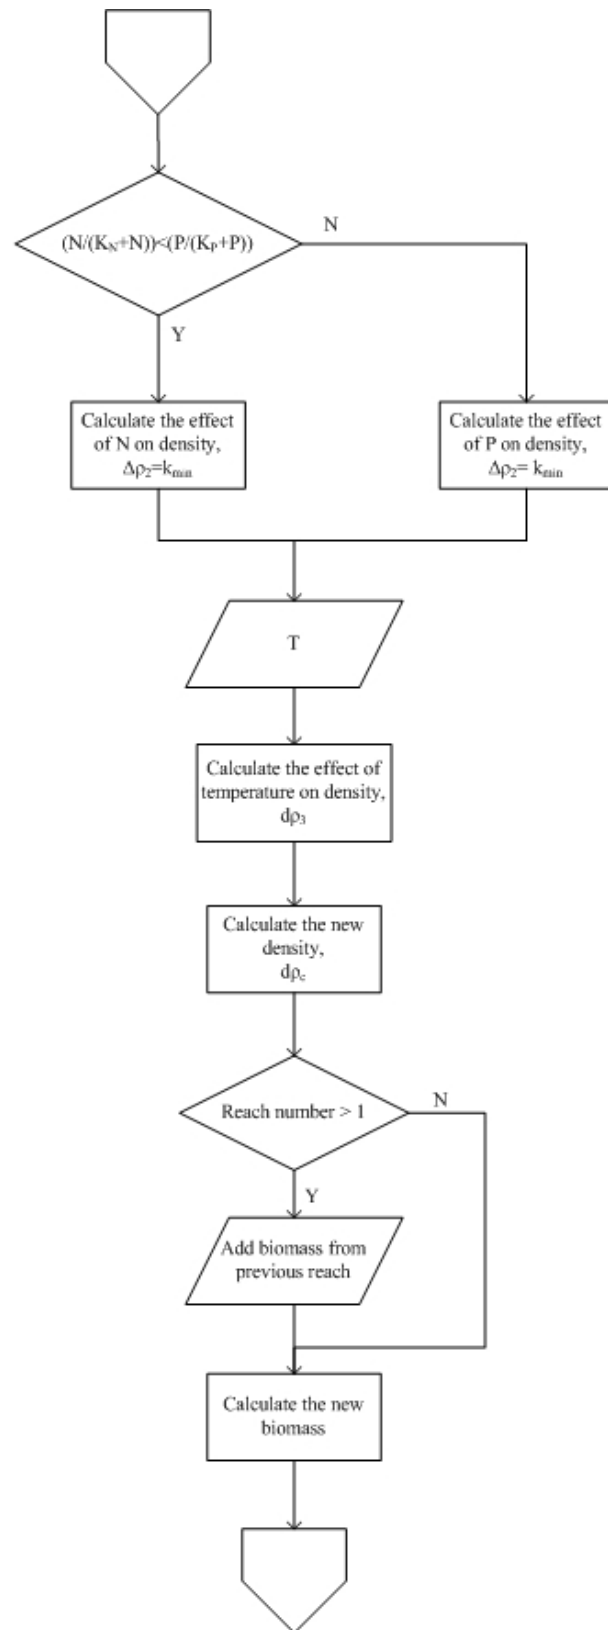 (N/(K_N+N))<(P/(K_P+P))
N
Y
Calculate the effect
of N on density,
Δρ₂=k_min
Calculate the effect
of P on density,
Δρ₂= k_min
T
Calculate the effect of
temperature on density,
dρ₃
Calculate the new
density,
dρ_c
Reach number > 1
N
Y
Add biomass from
previous reach
Calculate the new
biomass